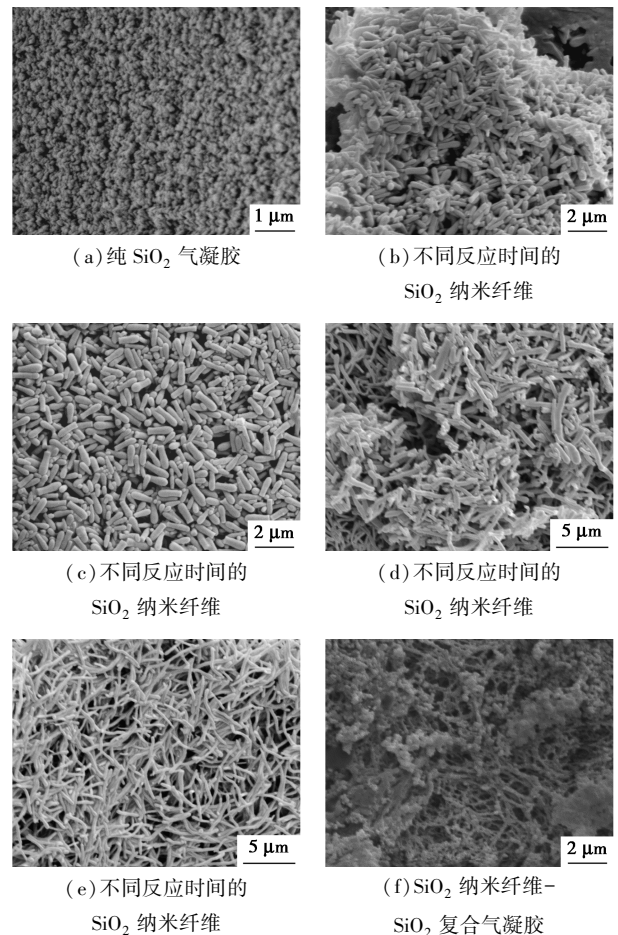 1 μm
2 μm
(a)纯 SiO₂ 气凝胶
(b)不同反应时间的
SiO₂ 纳米纤维
2 μm
5 μm
(c)不同反应时间的
SiO₂ 纳米纤维
(d)不同反应时间的
SiO₂ 纳米纤维
5 μm
2 μm
(e)不同反应时间的
SiO₂ 纳米纤维
(f)SiO₂ 纳米纤维-
SiO₂ 复合气凝胶